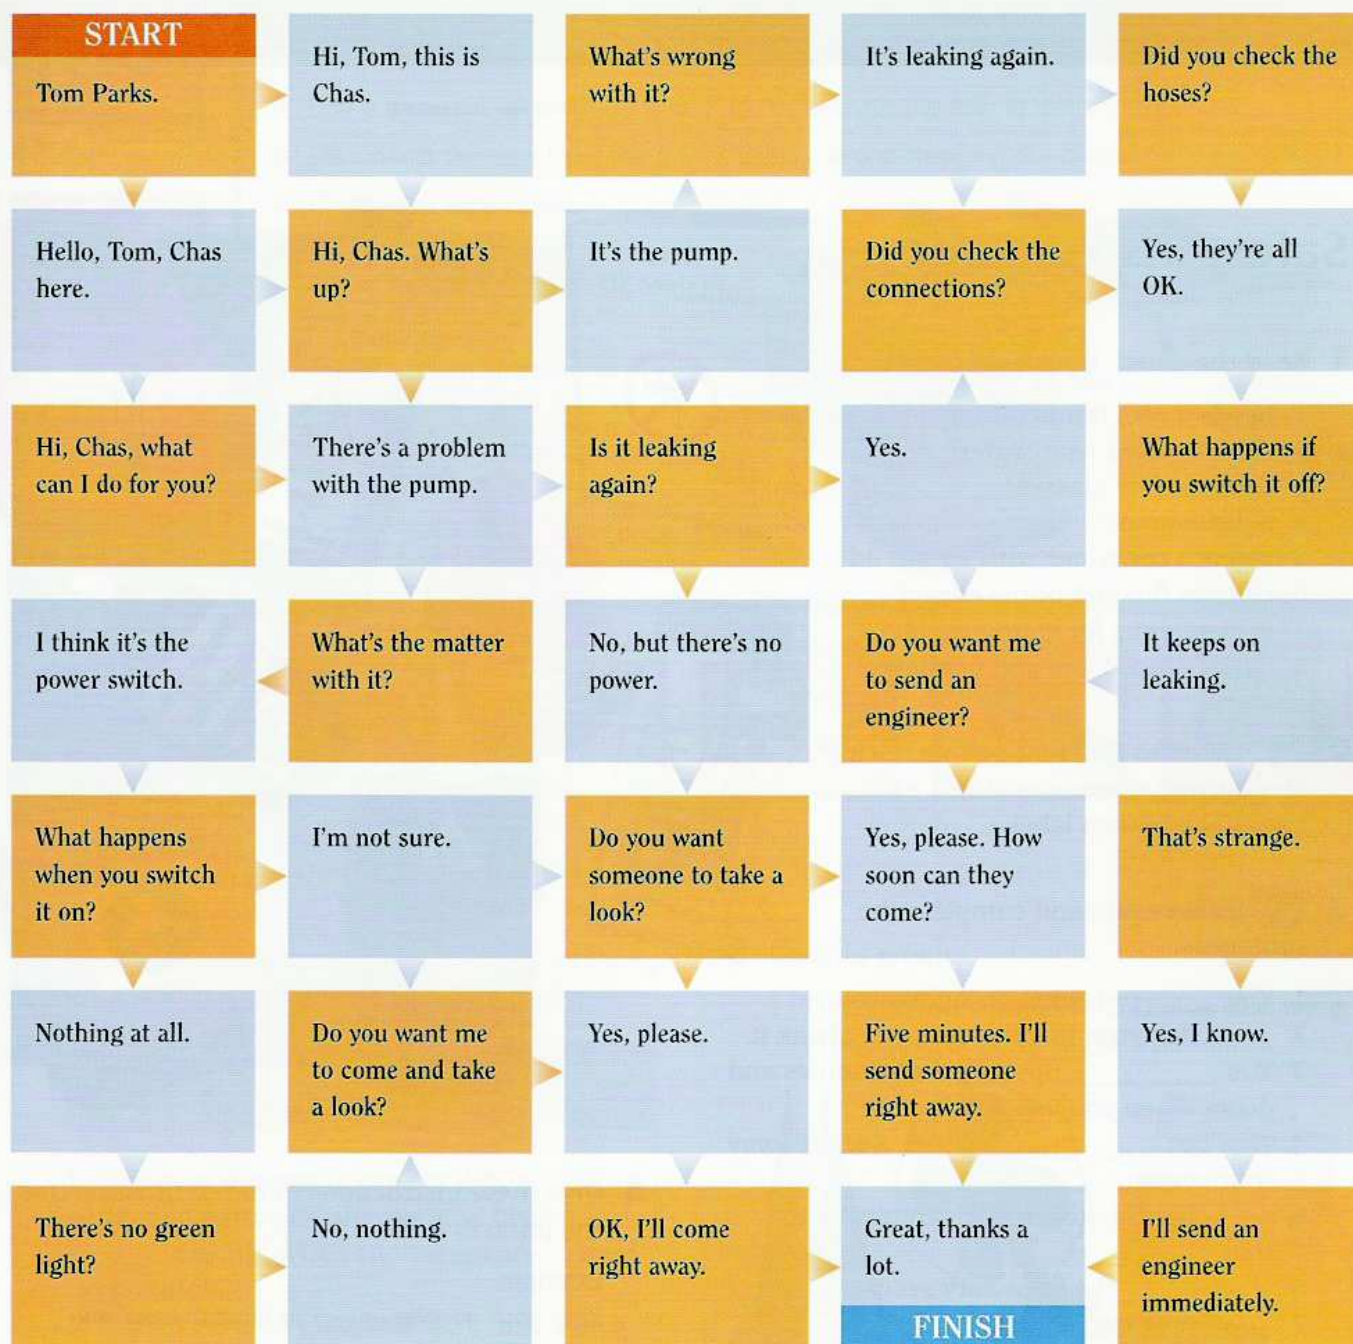 START
Tom Parks.
Hi, Tom, this is
Chas.
What's wrong
with it?
It's leaking again.
Did you check the
hoses?
Hello, Tom, Chas
here.
Hi, Chas. What's
up?
It's the pump.
Did you check the
connections?
Yes, they're all
OK.
Hi, Chas, what
can I do for you?
There's a problem
with the pump.
Is it leaking
again?
Yes.
What happens if
you switch it off?
I think it's the
power switch.
What's the matter
with it?
No, but there's no
power.
Do you want me
to send an
engineer?
It keeps on
leaking.
What happens
when you switch
it on?
I'm not sure.
Do you want
someone to take a
look?
Yes, please. How
soon can they
come?
That's strange.
Nothing at all.
Do you want me
to come and take
a look?
Yes, please.
Five minutes. I'll
send someone
right away.
Yes, I know.
There's no green
light?
No, nothing.
OK, I'll come
right away.
Great, thanks a
lot.
FINISH
I'll send an
engineer
immediately.